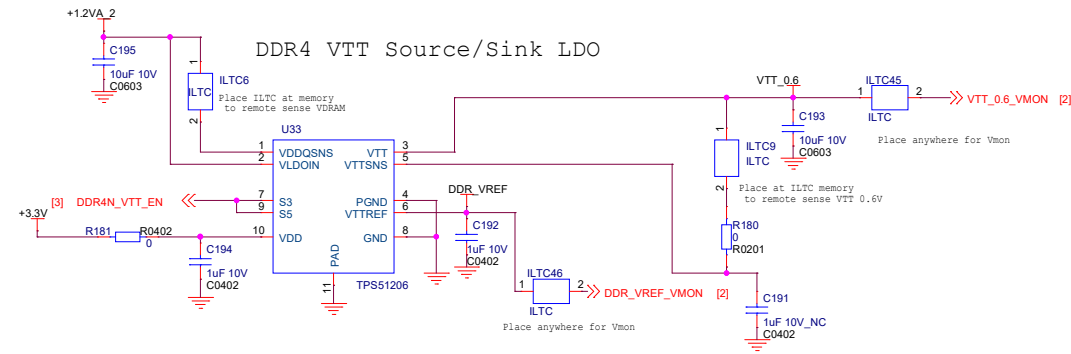 +1.2VA_2
DDR4 VTT Source/Sink LDO
C195
10uF 10V
C0603
1
ILTC6
ILTC
Place ILTC at memory
to remote sense VDRAM
2
U33
1 VDDQSNS
2 VLDOIN
7 S3
9 S5
10 VDD
VTT 3
VTTSNS 5
PGND 4
VTTREF 6
GND 8
PAD
11
TPS51206
[3] DDR4N_VTT_EN
+3.3V
R181
0
R0402
C194
1uF 10V
C0402
DDR_VREF
C192
1uF 10V
C0402
ILTC46
1 2
ILTC
DDR_VREF_VMON [2]
Place anywhere for Vmon
VTT_0.6
C193
10uF 10V
C0603
ILTC45
1 2
ILTC
VTT_0.6_VMON [2]
Place anywhere for Vmon
1
ILTC9
ILTC
2
Place at ILTC memory
to remote sense VTT 0.6V
R180
0
R0201
C191
1uF 10V_NC
C0402